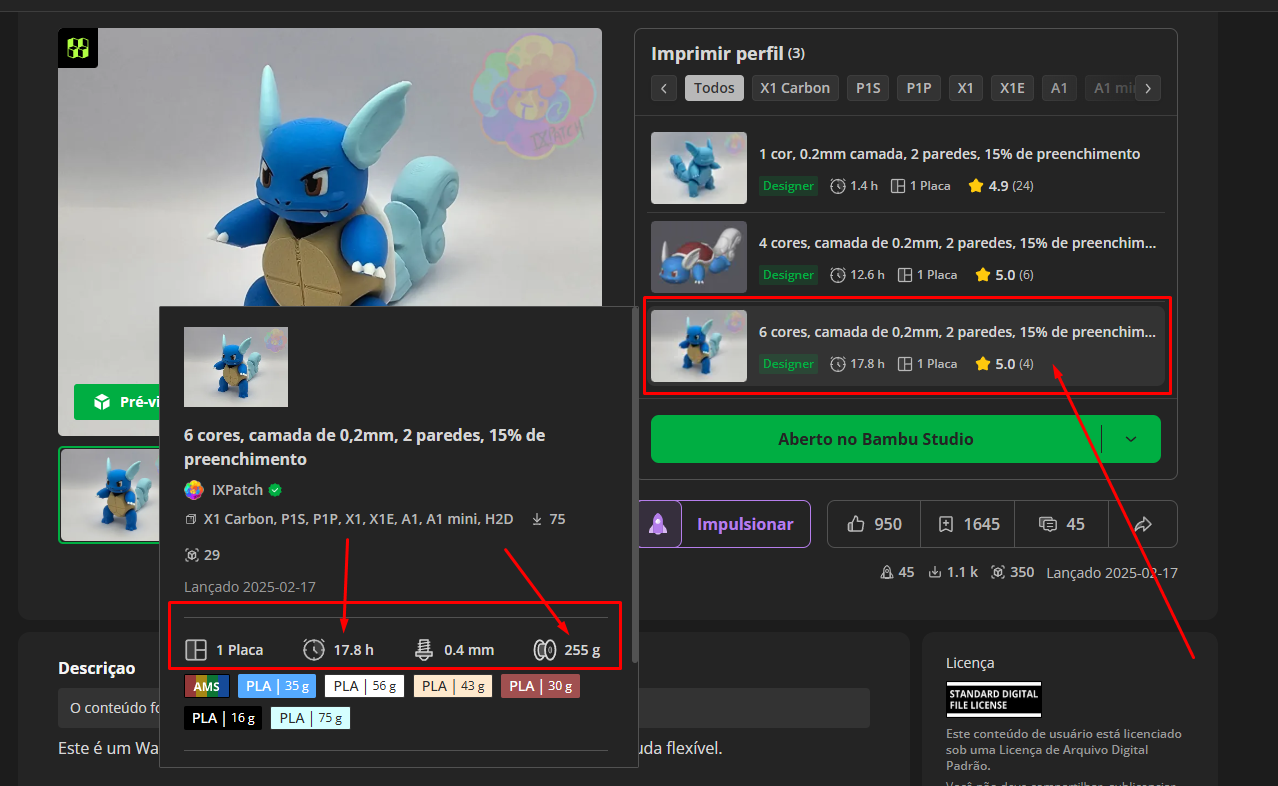 IXPATCH
Pré-vi
Imprimir perfil (3)
Todos
X1 Carbon
P1S
P1P
X1
X1E
A1
1 cor, 0.2mm camada, 2 paredes, 15% de preenchimento
Designer 1.4 h 1 Placa 4.9 (24)
4 cores, camada de 0.2mm, 2 paredes, 15% de preenchim...
Designer 12.6 h 1 Placa 5.0 (6)
6 cores, camada de 0,2mm, 2 paredes, 15% de preenchim...
Designer 17.8 h 1 Placa 5.0 (4)
Aberto no Bambu Studio
Impulsionar
950
1645
45
45 1.1 k 350 Lançado 2025-02-17
6 cores, camada de 0,2mm, 2 paredes, 15% de
preenchimento
IXPatch
X1 Carbon, P1S, P1P, X1, X1E, A1, A1 mini, H2D 75
29
Lançado 2025-02-17
1 Placa 17.8 h 0.4 mm 255 g
AMS PLA | 35 g PLA | 56 g PLA | 43 g PLA | 30 g
PLA | 16 g PLA | 75 g
Descriçao
O conteúdo fo
Este é um Wa
uda flexível.
Licença
STANDARD DIGITAL
FILE LICENSE
Este conteúdo de usuário está licenciado
sob uma Licença de Arquivo Digital
Padrão.